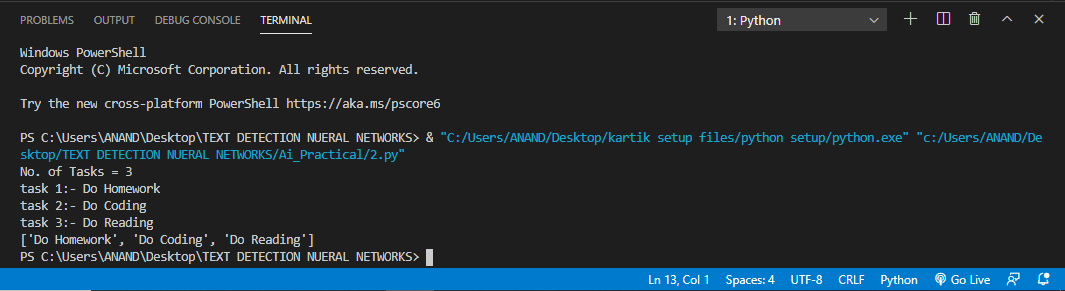 PROBLEMS OUTPUT DEBUG CONSOLE TERMINAL 1: Python
Windows PowerShell
Copyright (C) Microsoft Corporation. All rights reserved.
Try the new cross-platform PowerShell https://aka.ms/pscore6
PS C:\Users\ANAND\Desktop\TEXT DETECTION NUERAL NETWORKS> & "C:/Users/ANAND/Desktop/kartik setup files/python setup/python.exe" "c:/Users/ANAND/De
sktop/TEXT DETECTION NUERAL NETWORKS/Ai_Practical/2.py"
No. of Tasks = 3
task 1:- Do Homework
task 2:- Do Coding
task 3:- Do Reading
['Do Homework', 'Do Coding', 'Do Reading']
PS C:\Users\ANAND\Desktop\TEXT DETECTION NUERAL NETWORKS>
Ln 13, Col 1 Spaces: 4 UTF-8 CRLF Python Go Live